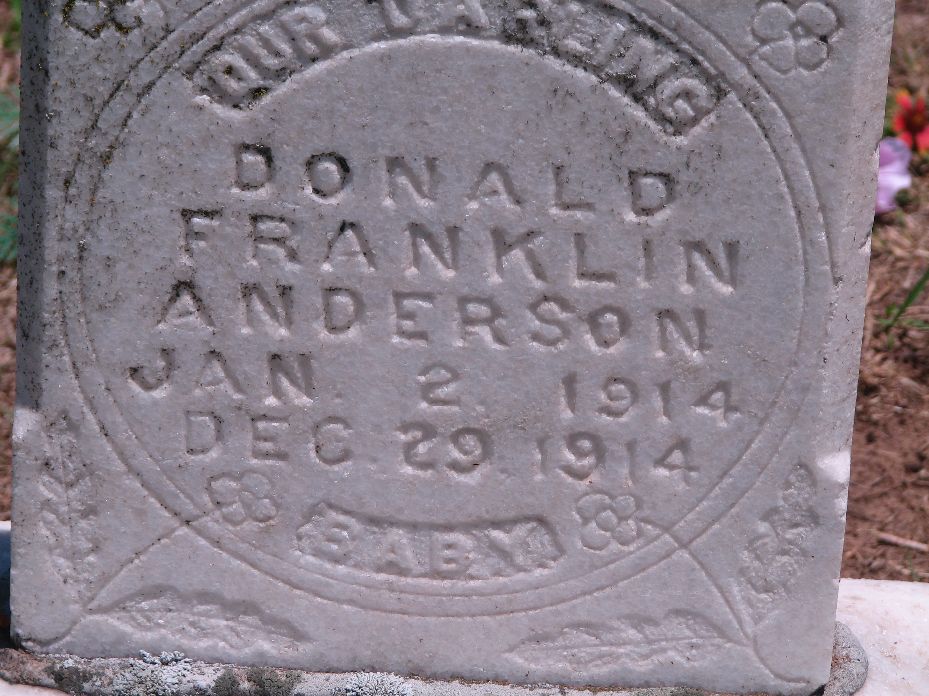 OUR DARLING
DONALD
FRANKLIN
ANDERSON
JAN. 2. 1914
DEC. 29. 1914
BABY